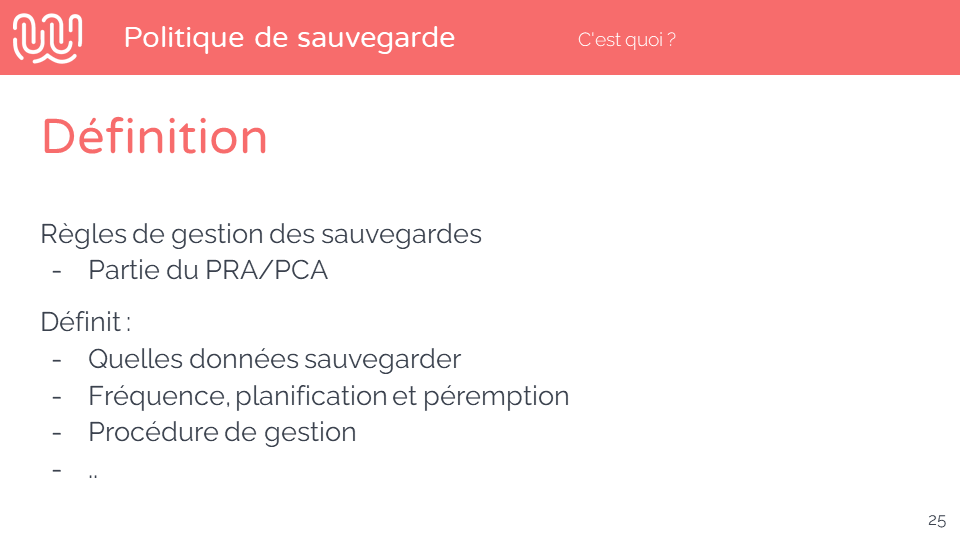 Politique de sauvegarde
C'est quoi ?
Définition
Règles de gestion des sauvegardes
- Partie du PRA/PCA
Définit :
- Quelles données sauvegarder
- Fréquence, planification et péremption
- Procédure de gestion
- ..
25